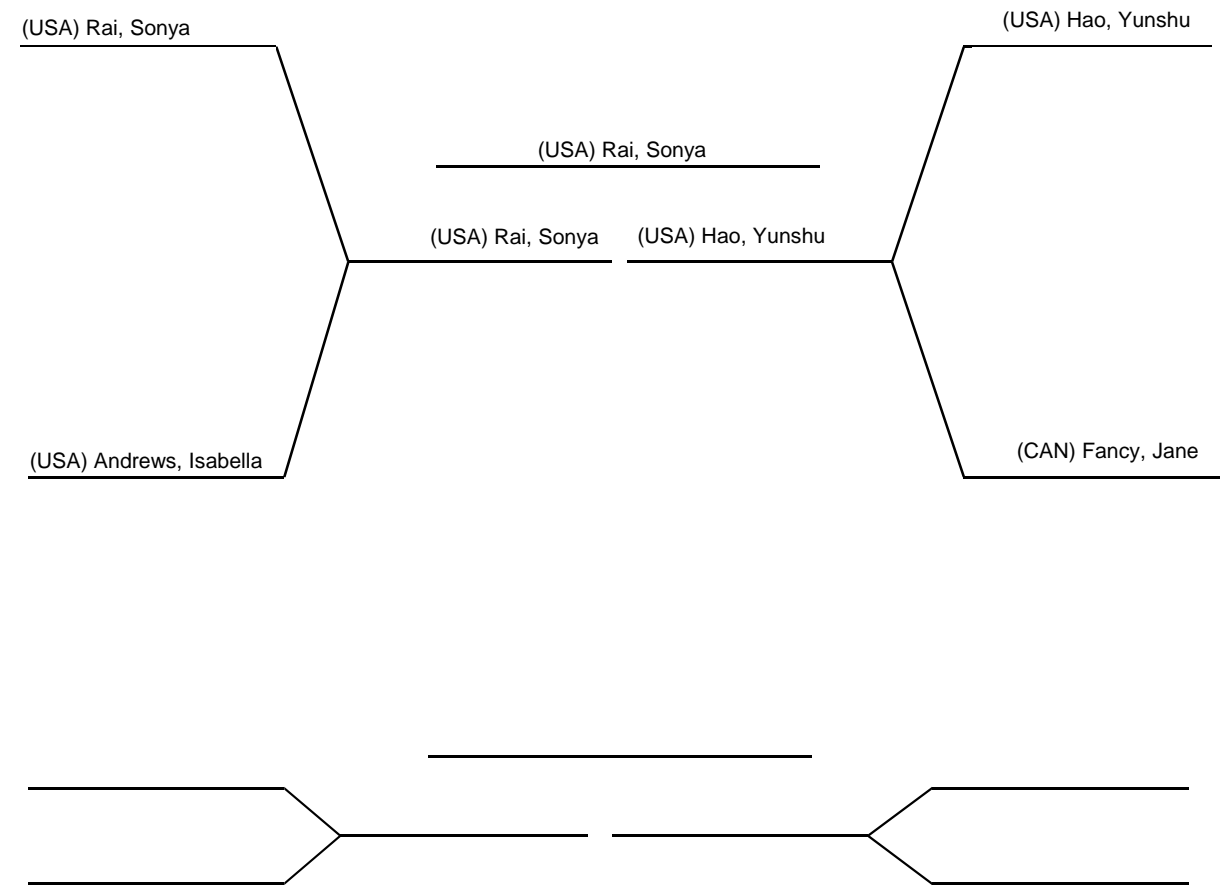 (USA) Rai, Sonya
(USA) Hao, Yunshu
(USA) Rai, Sonya
(USA) Rai, Sonya
(USA) Hao, Yunshu
(USA) Andrews, Isabella
(CAN) Fancy, Jane